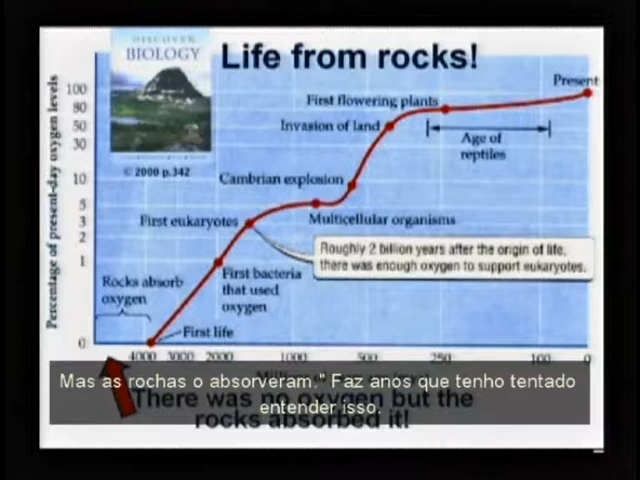 DISCOVER
BIOLOGY
© 2000 p.342
Life from rocks!
Percentage of present-day oxygen levels
100
80
50
30
10
5
3
2
1
0
Present
First flowering plants
Invasion of land
Age of
reptiles
Cambrian explosion
First eukaryotes
Multicellular organisms
Roughly 2 billion years after the origin of life,
there was enough oxygen to support eukaryotes.
Rocks absorb
oxygen
First bacteria
that used
oxygen
First life
4000 3000 2000 1000 500 250 100 0
Mas as rochas o absorveram." Faz anos que tenho tentado
entender isso.
There was no oxygen but the
rocks absorbed it!